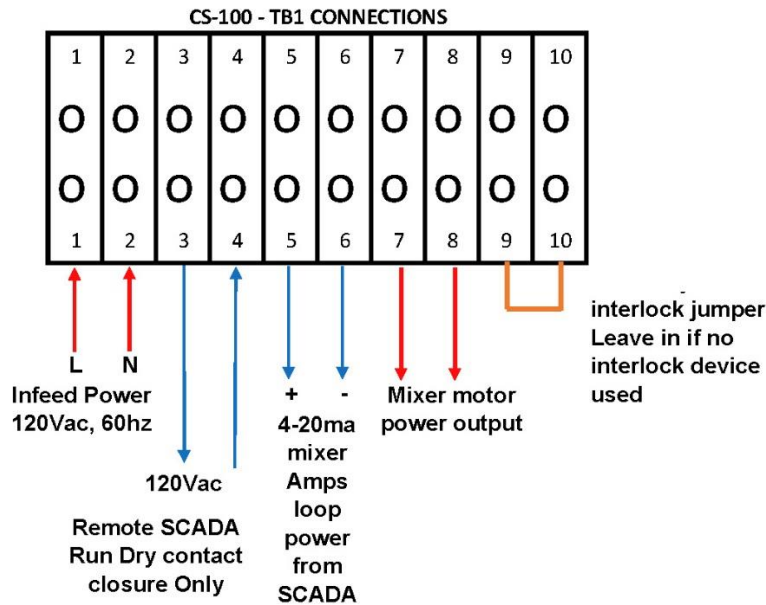 CS-100 - TB1 CONNECTIONS
1 2 3 4 5 6 7 8 9 10
O O O O O O O O O O
O O O O O O O O O O
1 2 3 4 5 6 7 8 9 10
L N
Infeed Power
120Vac, 60hz
120Vac
Remote SCADA
Run Dry contact
closure Only
+ -
4-20ma
mixer
Amps
loop
power
from
SCADA
Mixer motor
power output
interlock jumper
Leave in if no
interlock device
used